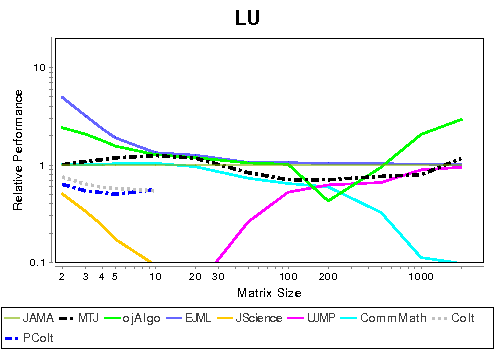 LU
Relative Performance
10
1
0.1
2 3 4 5 10 20 30 100 200 1000
Matrix Size
JAMA MTJ ojAlgo EJML JScience UJMP CommMath Colt
PColt